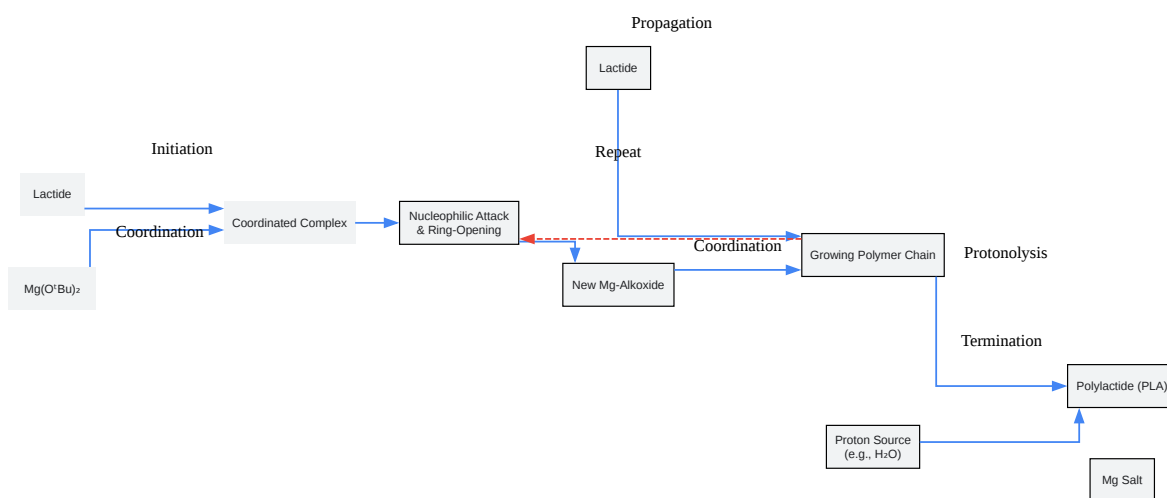 Propagation
Lactide
Initiation
Repeat
Lactide
Coordinated Complex
Nucleophilic Attack
& Ring-Opening
Coordination
Mg(OᵗBu)₂
Coordination
Growing Polymer Chain
Protonolysis
New Mg-Alkoxide
Termination
Polylactide (PLA)
Proton Source
(e.g., H₂O)
Mg Salt